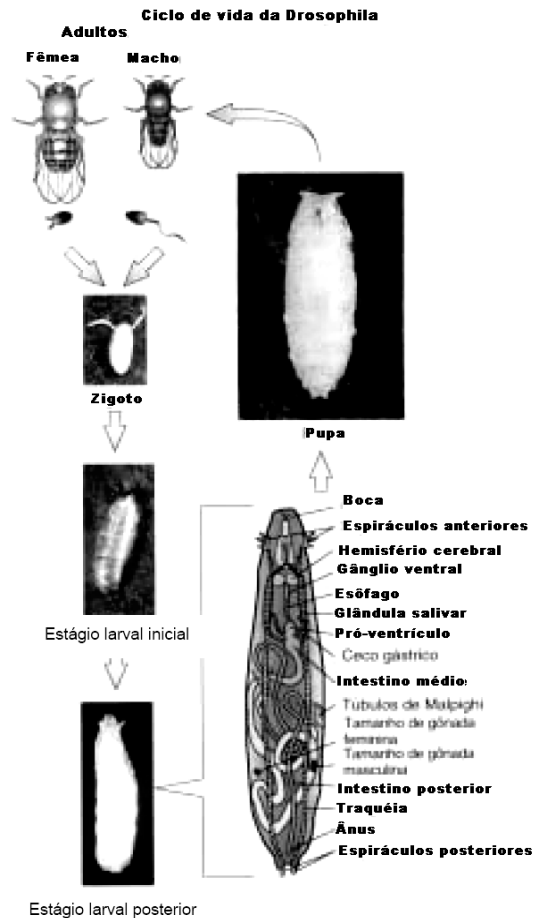 Ciclo de vida da Drosophila
Adultos
Fêmea
Macho
Zigoto
Estágio larval inicial
Estágio larval posterior
Pupa
Boca
Espiráculos anteriores
Hemisfério cerebral
Gânglio ventral
Esôfago
Glândula salivar
Pró-ventrículo
Ceco gástrico
Intestino médio
Túbulos de Malpighi
Tamanho de gônada
feminina
Tamanho de gônada
masculina
Intestino posterior
Traquéia
Ânus
Espiráculos posteriores